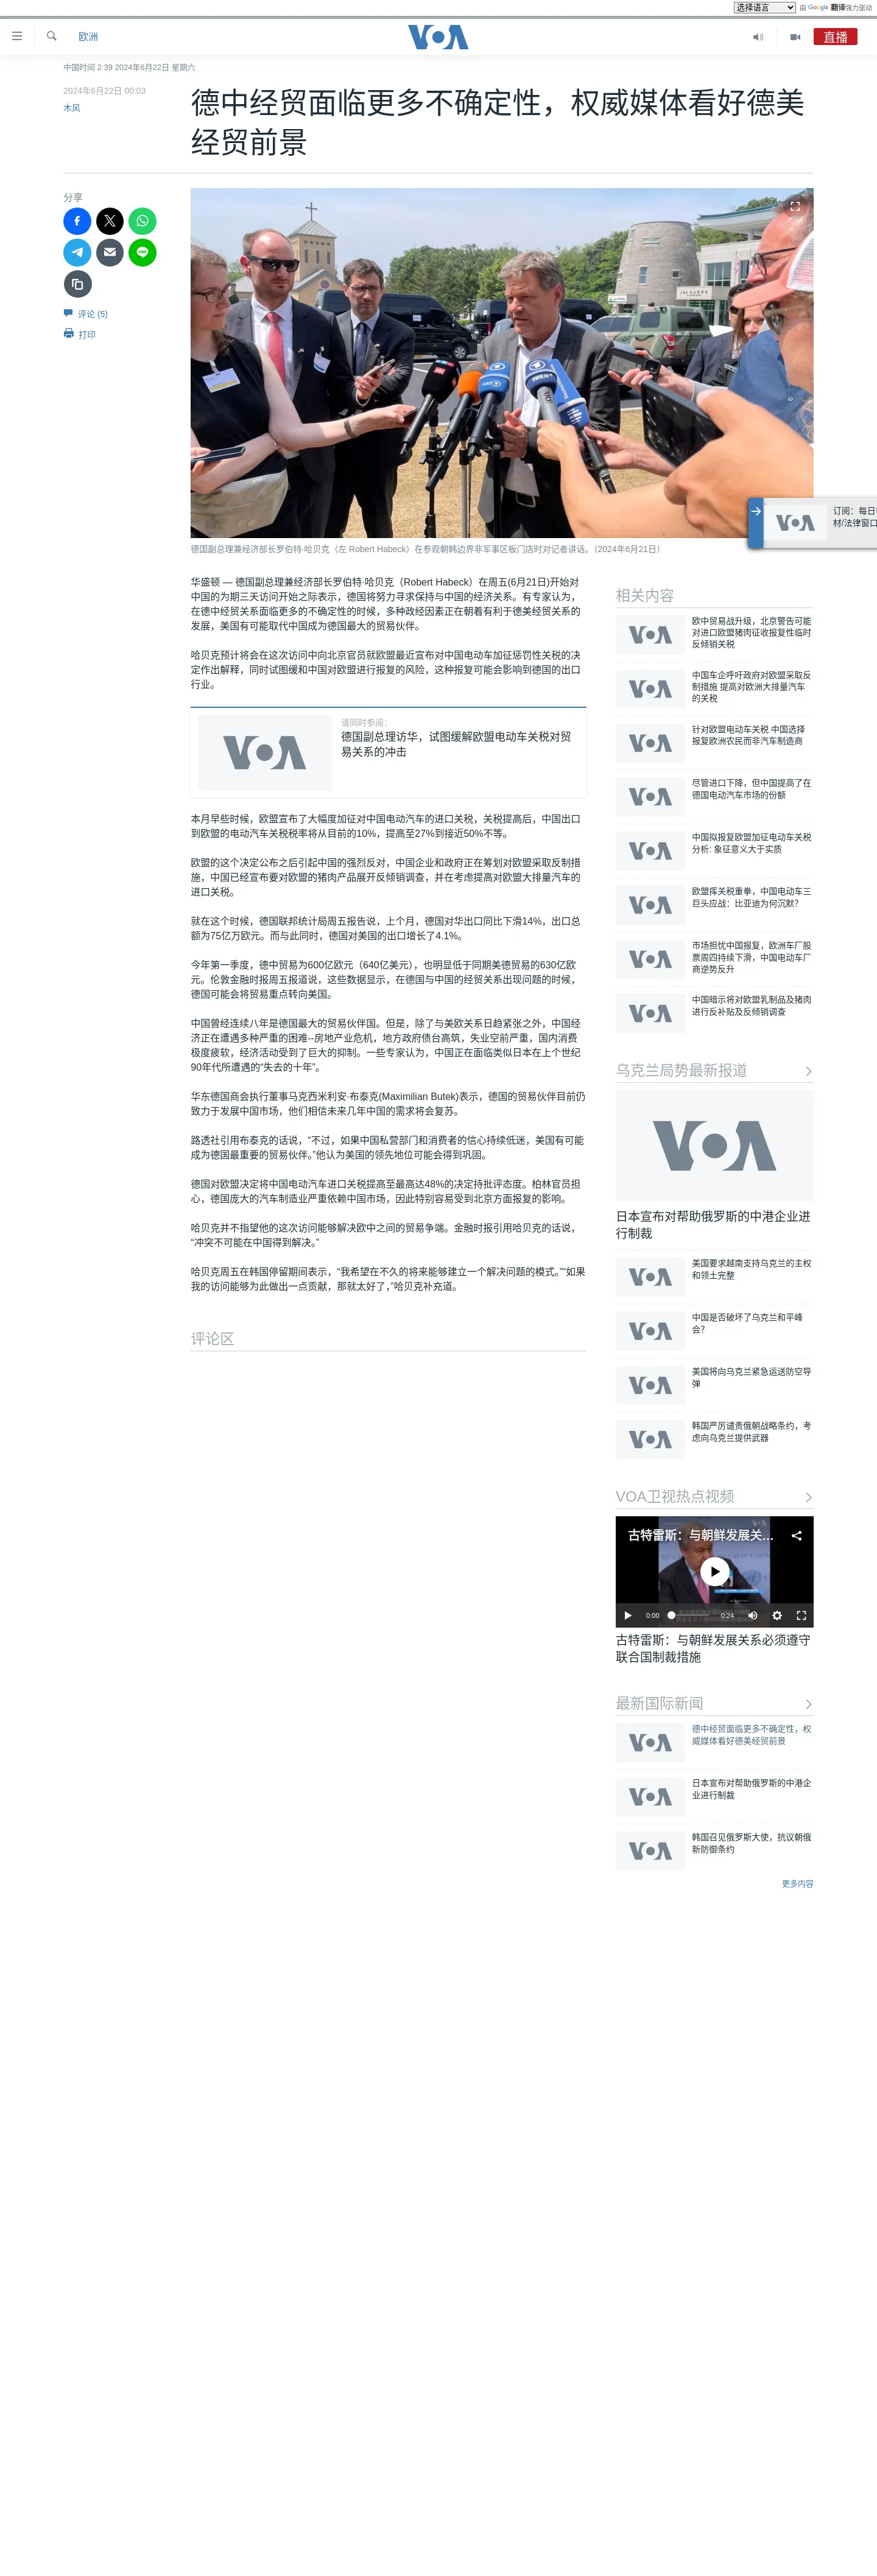 选择语言 由 Google 翻译强力驱动
欧洲
VOA
直播
中国时间 2:39 2024年6月22日 星期六
2024年6月22日 00:03
木风
德中经贸面临更多不确定性，权威媒体看好德美
经贸前景
分享
评论 (5)
打印
德国副总理兼经济部长罗伯特·哈贝克（左 Robert Habeck）在参观朝韩边界非军事区板门店时对记者讲话。（2024年6月21日）
华盛顿 — 德国副总理兼经济部长罗伯特·哈贝克（Robert Habeck）在周五(6月21日)开始对
中国的为期三天访问开始之际表示，德国将努力寻求保持与中国的经济关系。有专家认为，
在德中经贸关系面临更多的不确定性的时候，多种政经因素正在朝着有利于德美经贸关系的
发展，美国有可能取代中国成为德国最大的贸易伙伴。
哈贝克预计将会在这次访问中向北京官员就欧盟最近宣布对中国电动车加征惩罚性关税的决
定作出解释，同时试图缓和中国对欧盟进行报复的风险，这种报复可能会影响到德国的出口
行业。
请同时参阅：
德国副总理访华，试图缓解欧盟电动车关税对贸
易关系的冲击
VOA
本月早些时候，欧盟宣布了大幅度加征对中国电动汽车的进口关税，关税提高后，中国出口
到欧盟的电动汽车关税税率将从目前的10%，提高至27%到接近50%不等。
欧盟的这个决定公布之后引起中国的强烈反对，中国企业和政府正在筹划对欧盟采取反制措
施，中国已经宣布要对欧盟的猪肉产品展开反倾销调查，并在考虑提高对欧盟大排量汽车的
进口关税。
就在这个时候，德国联邦统计局周五报告说，上个月，德国对华出口同比下滑14%，出口总
额为75亿万欧元。而与此同时，德国对美国的出口增长了4.1%。
今年第一季度，德中贸易为600亿欧元（640亿美元），也明显低于同期美德贸易的630亿欧
元。伦敦金融时报周五报道说，这些数据显示，在德国与中国的经贸关系出现问题的时候，
德国可能会将贸易重点转向美国。
中国曾经连续八年是德国最大的贸易伙伴国。但是，除了与美欧关系日趋紧张之外，中国经
济正在遭遇多种严重的困难--房地产业危机，地方政府债台高筑，失业空前严重，国内消费
极度疲软，经济活动受到了巨大的抑制。一些专家认为，中国正在面临类似日本在上个世纪
90年代所遭遇的“失去的十年”。
华东德国商会执行董事马克西米利安·布泰克(Maximilian Butek)表示，德国的贸易伙伴目前仍
致力于发展中国市场，他们相信未来几年中国的需求将会复苏。
路透社引用布泰克的话说，“不过，如果中国私营部门和消费者的信心持续低迷，美国有可能
成为德国最重要的贸易伙伴。”他认为美国的领先地位可能会得到巩固。
德国对欧盟决定将中国电动汽车进口关税提高至最高达48%的决定持批评态度。柏林官员担
心，德国庞大的汽车制造业严重依赖中国市场，因此特别容易受到北京方面报复的影响。
哈贝克并不指望他的这次访问能够解决欧中之间的贸易争端。金融时报引用哈贝克的话说，
“冲突不可能在中国得到解决。”
哈贝克周五在韩国停留期间表示，“我希望在不久的将来能够建立一个解决问题的模式。”“如果
我的访问能够为此做出一点贡献，那就太好了，”哈贝克补充道。
评论区
VOA
订阅：每日
材/法律窗口
相关内容
VOA
欧中贸易战升级，北京警告可能
对进口欧盟猪肉征收报复性临时
反倾销关税
VOA
中国车企呼吁政府对欧盟采取反
制措施 提高对欧洲大排量汽车
的关税
VOA
针对欧盟电动车关税 中国选择
报复欧洲农民而非汽车制造商
VOA
尽管进口下降，但中国提高了在
德国电动汽车市场的份额
VOA
中国拟报复欧盟加征电动车关税
分析: 象征意义大于实质
VOA
欧盟挥关税重拳，中国电动车三
巨头应战：比亚迪为何沉默？
VOA
市场担忧中国报复，欧洲车厂股
票周四持续下滑，中国电动车厂
商逆势反升
VOA
中国暗示将对欧盟乳制品及猪肉
进行反补贴及反倾销调查
乌克兰局势最新报道
VOA
日本宣布对帮助俄罗斯的中港企业进
行制裁
VOA
美国要求越南支持乌克兰的主权
和领土完整
VOA
中国是否破坏了乌克兰和平峰
会？
VOA
美国将向乌克兰紧急运送防空导
弹
VOA
韩国严厉谴责俄朝战略条约，考
虑向乌克兰提供武器
VOA卫视热点视频
古特雷斯：与朝鲜发展关...
0:00
0:24
古特雷斯：与朝鲜发展关系必须遵守
联合国制裁措施
最新国际新闻
VOA
德中经贸面临更多不确定性，权
威媒体看好德美经贸前景
VOA
日本宣布对帮助俄罗斯的中港企
业进行制裁
VOA
韩国召见俄罗斯大使，抗议朝俄
新防御条约
更多内容